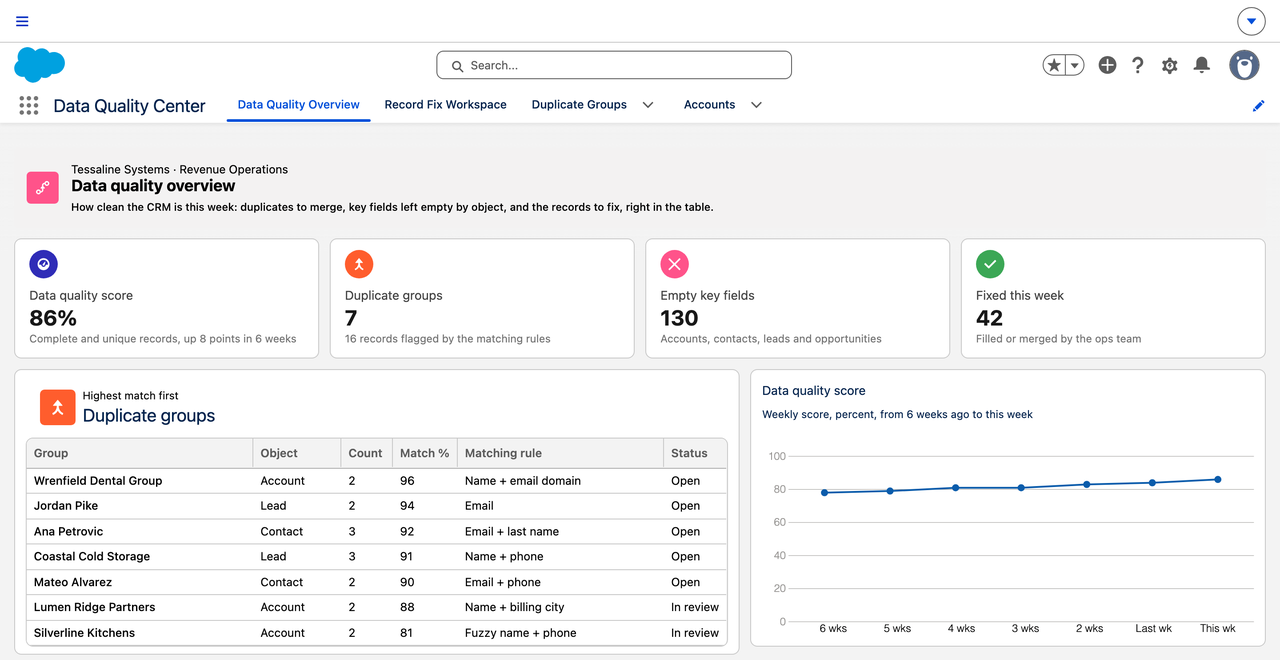 Search...
Data Quality Center
Data Quality Overview
Record Fix Workspace
Duplicate Groups
Accounts
Tessaline Systems · Revenue Operations
Data quality overview
How clean the CRM is this week: duplicates to merge, key fields left empty by object, and the records to fix, right in the table.
Data quality score
86%
Complete and unique records, up 8 points in 6 weeks
Duplicate groups
7
16 records flagged by the matching rules
Empty key fields
130
Accounts, contacts, leads and opportunities
Fixed this week
42
Filled or merged by the ops team
Highest match first
Duplicate groups
Group Object Count Match % Matching rule Status
Wrenfield Dental Group Account 2 96 Name + email domain Open
Jordan Pike Lead 2 94 Email Open
Ana Petrovic Contact 3 92 Email + last name Open
Coastal Cold Storage Lead 3 91 Name + phone Open
Mateo Alvarez Contact 2 90 Email + phone Open
Lumen Ridge Partners Account 2 88 Name + billing city In review
Silverline Kitchens Account 2 81 Fuzzy name + phone In review
Data quality score
Weekly score, percent, from 6 weeks ago to this week
100
80
60
40
20
0
6 wks 5 wks 4 wks 3 wks 2 wks Last wk This wk